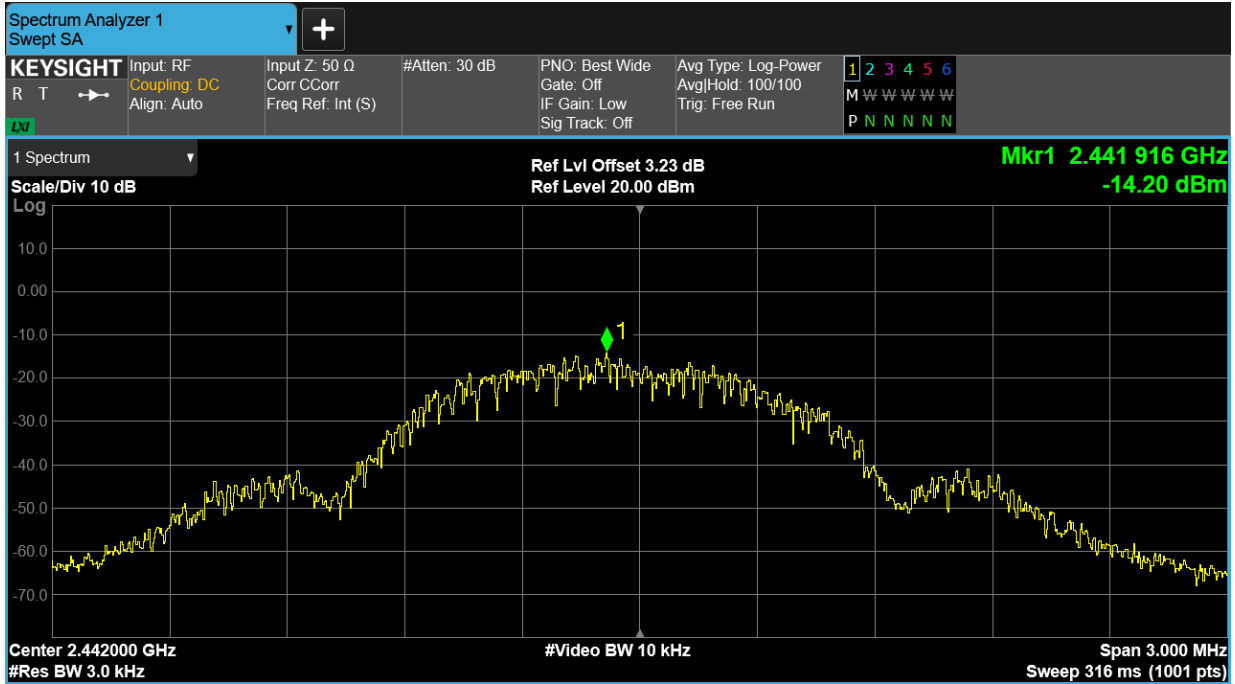 Spectrum Analyzer 1
Swept SA
+
KEYSIGHT Input: RF Input Z: 50 Ω #Atten: 30 dB PNO: Best Wide Avg Type: Log-Power 1 2 3 4 5 6
R T Coupling: DC Corr CCorr Gate: Off Avg|Hold: 100/100 M W W W W W
Align: Auto Freq Ref: Int (S) IF Gain: Low Trig: Free Run P N N N N N N
LXI Sig Track: Off
1 Spectrum
Ref Lvl Offset 3.23 dB Mkr1 2.441 916 GHz
Scale/Div 10 dB Ref Level 20.00 dBm -14.20 dBm
Log
10.0
0.00
1
-10.0
-20.0
-30.0
-40.0
-50.0
-60.0
-70.0
Center 2.442000 GHz #Video BW 10 kHz Span 3.000 MHz
#Res BW 3.0 kHz Sweep 316 ms (1001 pts)